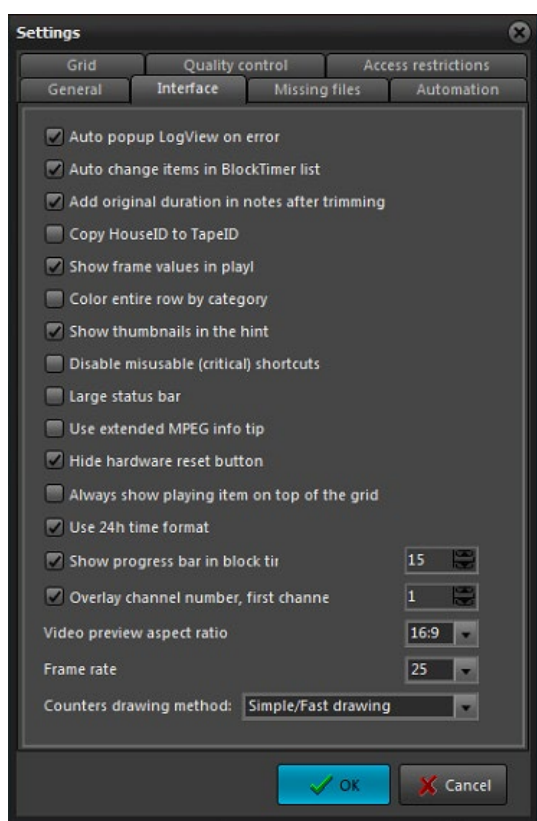 Settings
Grid Quality control Access restrictions
General Interface Missing files Automation
Auto popup LogView on error
Auto change items in BlockTimer list
Add original duration in notes after trimming
Copy HouseID to TapeID
Show frame values in playl
Color entire row by category
Show thumbnails in the hint
Disable misusable (critical) shortcuts
Large status bar
Use extended MPEG info tip
Hide hardware reset button
Always show playing item on top of the grid
Use 24h time format
Show progress bar in block tir 15
Overlay channel number, first channe 1
Video preview aspect ratio 16:9
Frame rate 25
Counters drawing method: Simple/Fast drawing
OK Cancel